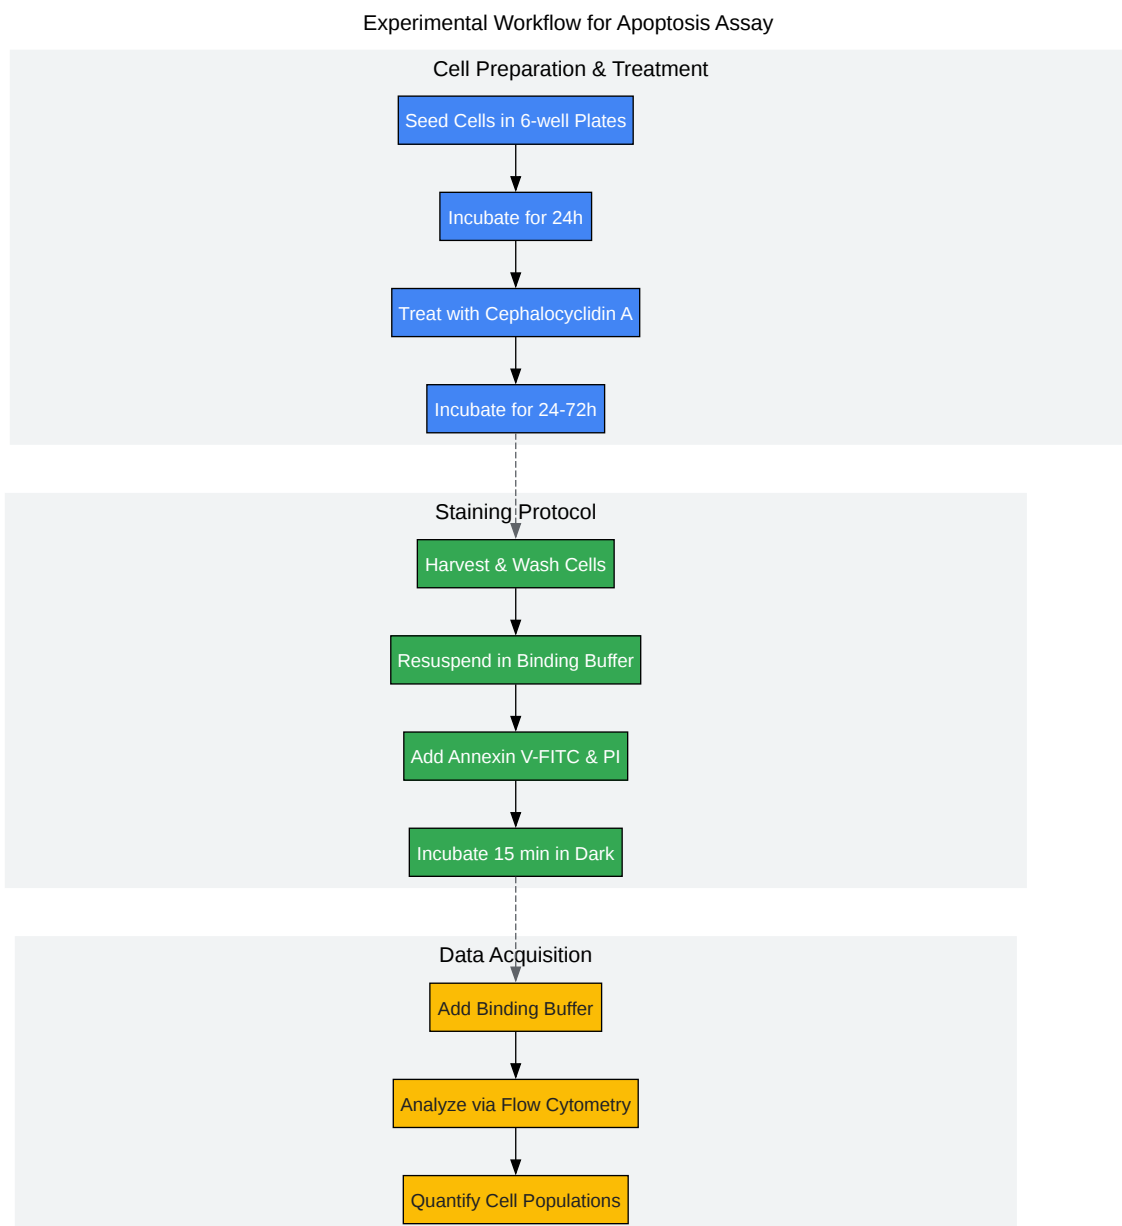 Experimental Workflow for Apoptosis Assay
Cell Preparation & Treatment
Seed Cells in 6-well Plates
Incubate for 24h
Treat with Cephalocyclidin A
Incubate for 24-72h
Staining Protocol
Harvest & Wash Cells
Resuspend in Binding Buffer
Add Annexin V-FITC & PI
Incubate 15 min in Dark
Data Acquisition
Add Binding Buffer
Analyze via Flow Cytometry
Quantify Cell Populations